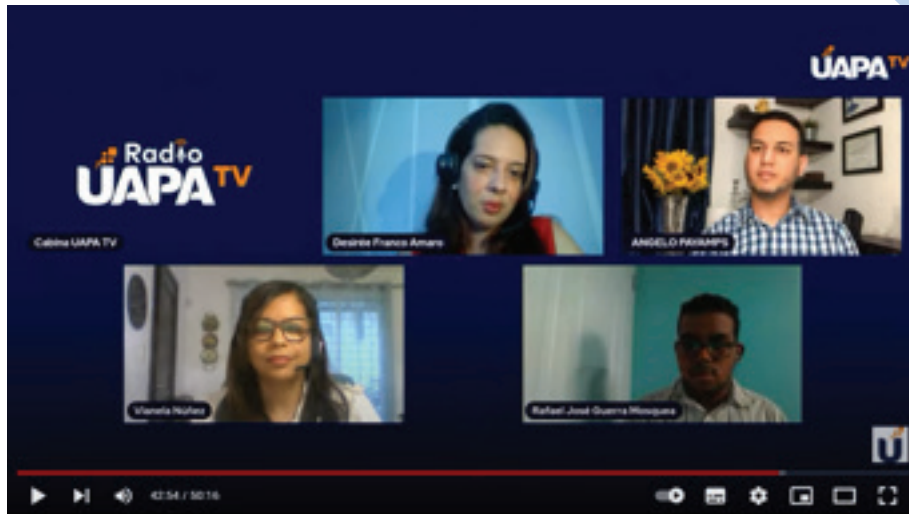 UAPA TV
Radio
UAPA TV
Cabina UAPA TV
Desirée Franco Amaro
ANGELO PAYAMPS
Vianela Núñez
Rafael José Guerra Mosquea
U
42:54 / 50:16